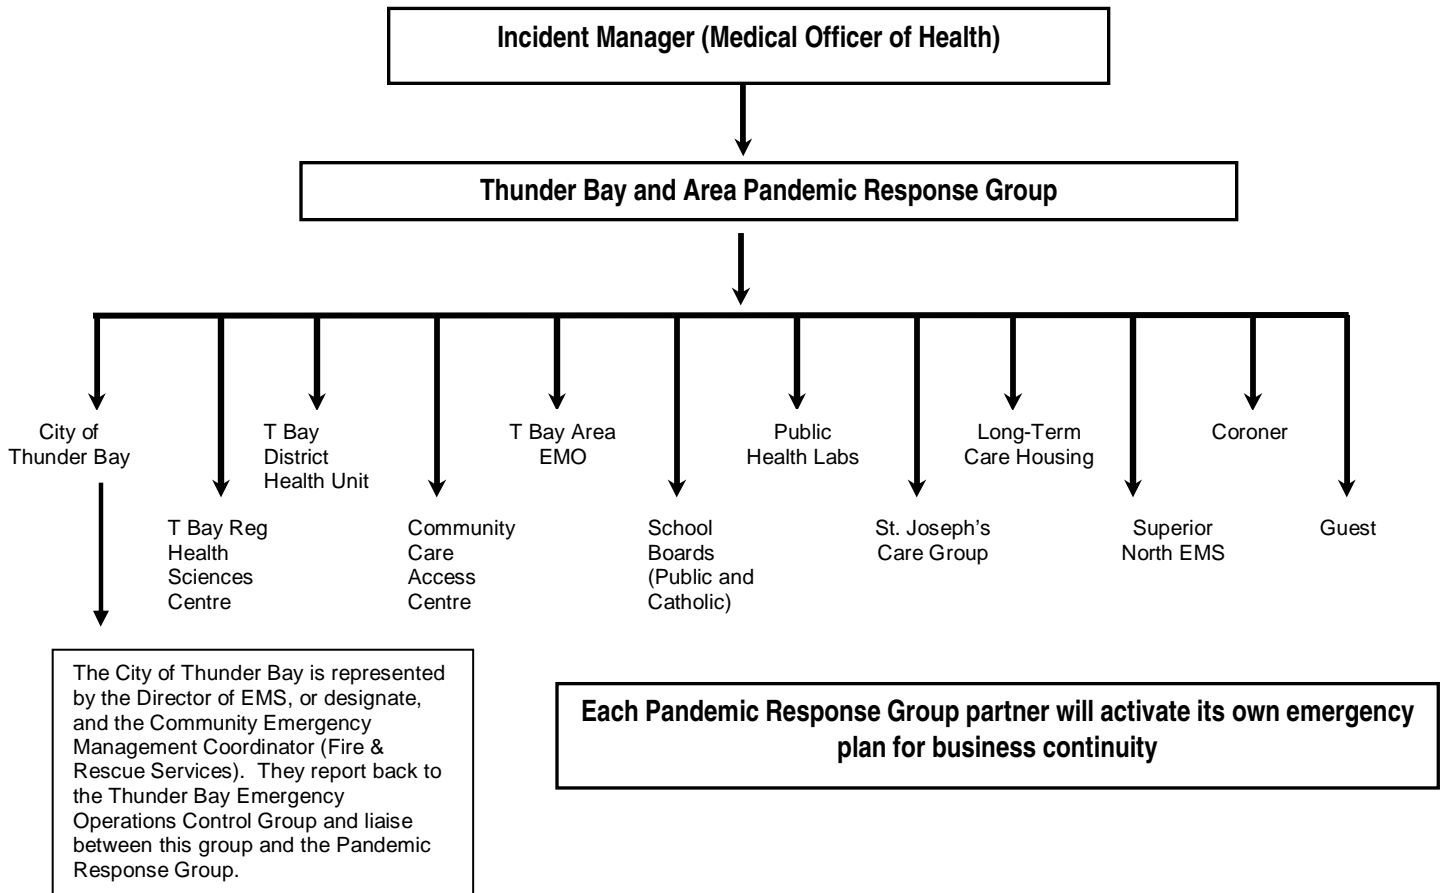 Incident Manager (Medical Officer of Health)
Thunder Bay and Area Pandemic Response Group
City of
Thunder Bay
T Bay
District
Health Unit
T Bay Area
EMO
Public
Health Labs
Long-Term
Care Housing
Coroner
T Bay Reg
Health
Sciences
Centre
Community
Care
Access
Centre
School
Boards
(Public and
Catholic)
St. Joseph’s
Care Group
Superior
North EMS
Guest
The City of Thunder Bay is represented
by the Director of EMS, or designate,
and the Community Emergency
Management Coordinator (Fire &
Rescue Services).  They report back to
the Thunder Bay Emergency
Operations Control Group and liaise
between this group and the Pandemic
Response Group.
Each Pandemic Response Group partner will activate its own emergency
plan for business continuity